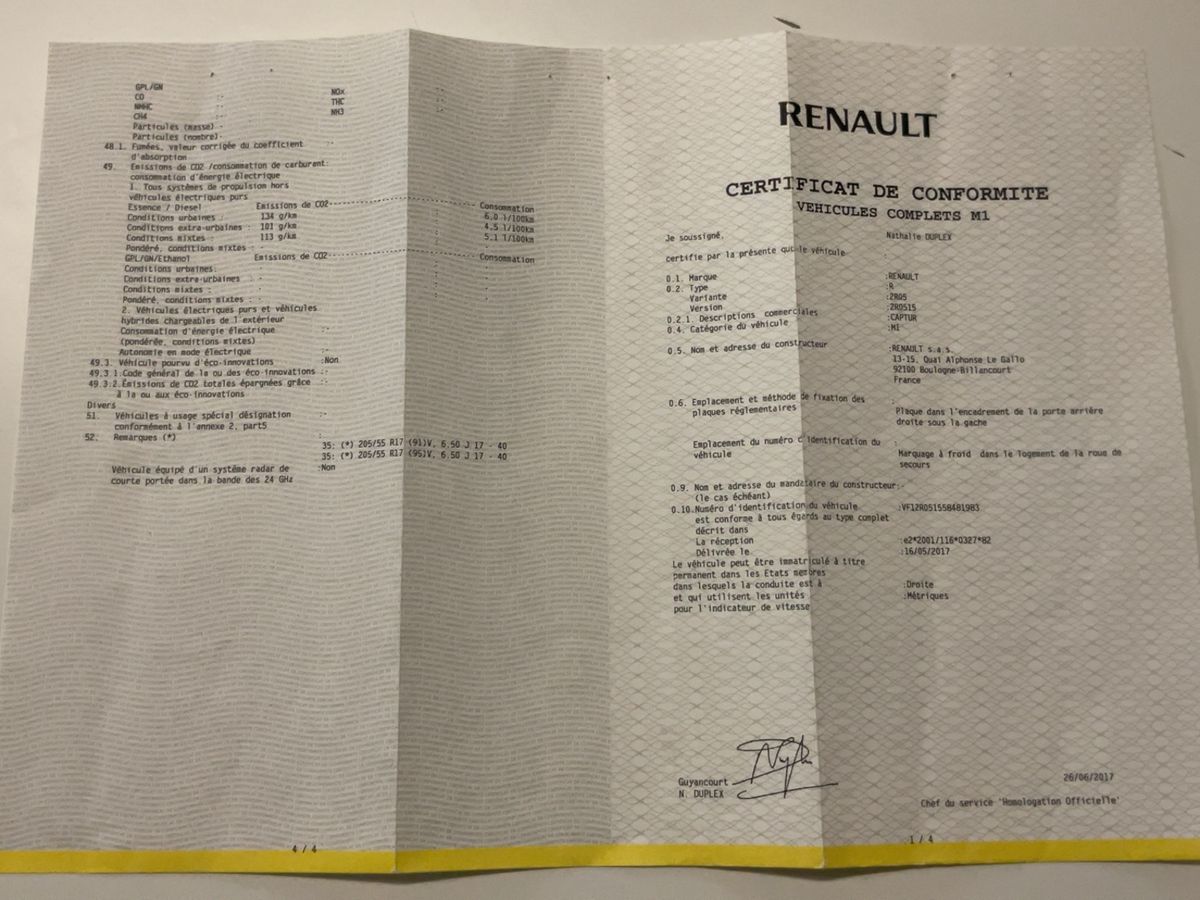 GPL/GN
CO :- NOx :-
NMHC :- THC :-
CH4 :- NH3 :-
Particules (masse) -
Particules (nombre)-
48.1. Fumées, valeur corrigée du coefficient :-
d'absorption
49. Emissions de CO2 /consommation de carburent:
consommation d'énergie électrique
1. Tous systèmes de propulsion hors
véhicules électriques purs
Essence / Diesel Emissions de CO2 Consommation
Conditions urbaines : 134 g/km : 6,0 l/100km
Conditions extra-urbaines : 101 g/km : 4,5 l/100km
Conditions mixtes : 113 g/km : 5,1 l/100km
Pondéré, conditions mixtes : -
GPL/GN/Ethanol Emissions de CO2 Consommation
Conditions urbaines:
Conditions extra-urbaines : -
Conditions mixtes : -
Pondéré, conditions mixtes : -
2. Véhicules électriques purs et véhicules
hybrides chargeables de l'extérieur
Consommation d'énergie électrique :-
(pondérée, conditions mixtes)
Autonomie en mode électrique :-
49.3. Véhicule pourvu d'éco-innovations :Non
49.3.1.Code général de la ou des éco-innovations :-
49.3.2.Émissions de CO2 totales épargnées grâce :-
à la ou aux éco-innovations
Divers
51. Véhicules à usage spécial désignation :-
conformément à l'annexe 2, part5
52. Remarques (*) :
35: (*) 205/55 R17 (91)V, 6,50 J 17 - 40
35: (*) 205/55 R17 (95)V, 6,50 J 17 - 40
Véhicule équipé d'un système radar de :Non
courte portée dans la bande des 24 GHz
4 / 4
RENAULT
CERTIFICAT DE CONFORMITE
VEHICULES COMPLETS M1
Je soussigné, Nathalie DUPLEX
certifie par la présente que le véhicule :
0.1. Marque :RENAULT
0.2. Type :R
Variante :2R05
Version :2R0515
0.2.1. Descriptions commerciales :CAPTUR
0.4. Catégorie du véhicule :M1
0.5. Nom et adresse du constructeur :RENAULT s.a.s.
13-15, Quai Alphonse Le Gallo
92100 Boulogne-Billancourt
France
0.6. Emplacement et méthode de fixation des :
plaques réglementaires Plaque dans l'encadrement de la porte arrière
droite sous la gache
Emplacement du numéro d'identification du :
véhicule Marquage à froid dans le logement de la roue de
secours
0.9. Nom et adresse du mandataire du constructeur:-
(le cas échéant)
0.10.Numéro d'identification du véhicule :VF12R051558481983
est conforme à tous égards au type complet
décrit dans
La réception :e2*2001/116*0327*82
Délivrée le :16/05/2017
Le véhicule peut être immatriculé à titre
permanent dans les Etats membres
dans lesquels la conduite est à :Droite
et qui utilisent les unités :Métriques
pour l'indicateur de vitesse
Guyancourt 26/06/2017
N. DUPLEX
Chef du service 'Homologation Officielle'
1 / 4